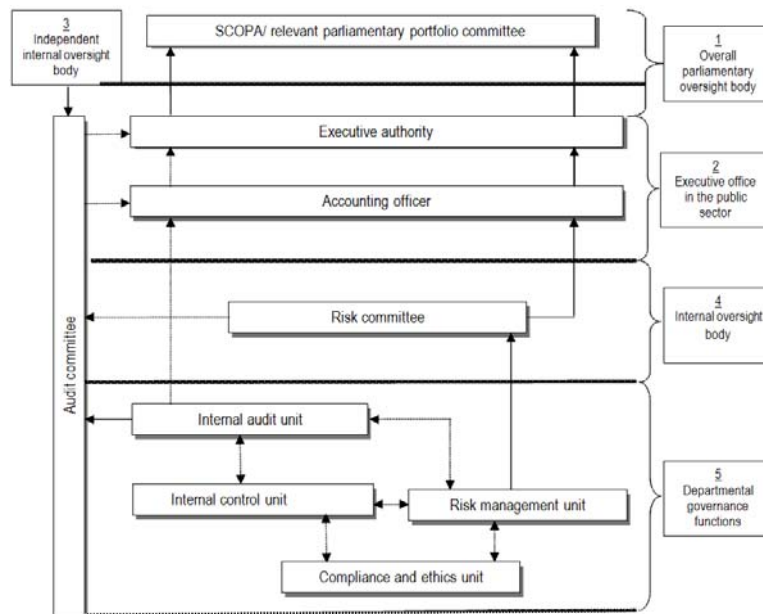 3
Independent
internal oversight
body
SCOPA/ relevant parliamentary portfolio committee
1
Overall
parliamentary
oversight body
Executive authority
2
Executive office
in the public
sector
Accounting officer
Risk committee
4
Internal oversight
body
Audit committee
Internal audit unit
Internal control unit
Risk management unit
5
Departmental
governance
functions
Compliance and ethics unit